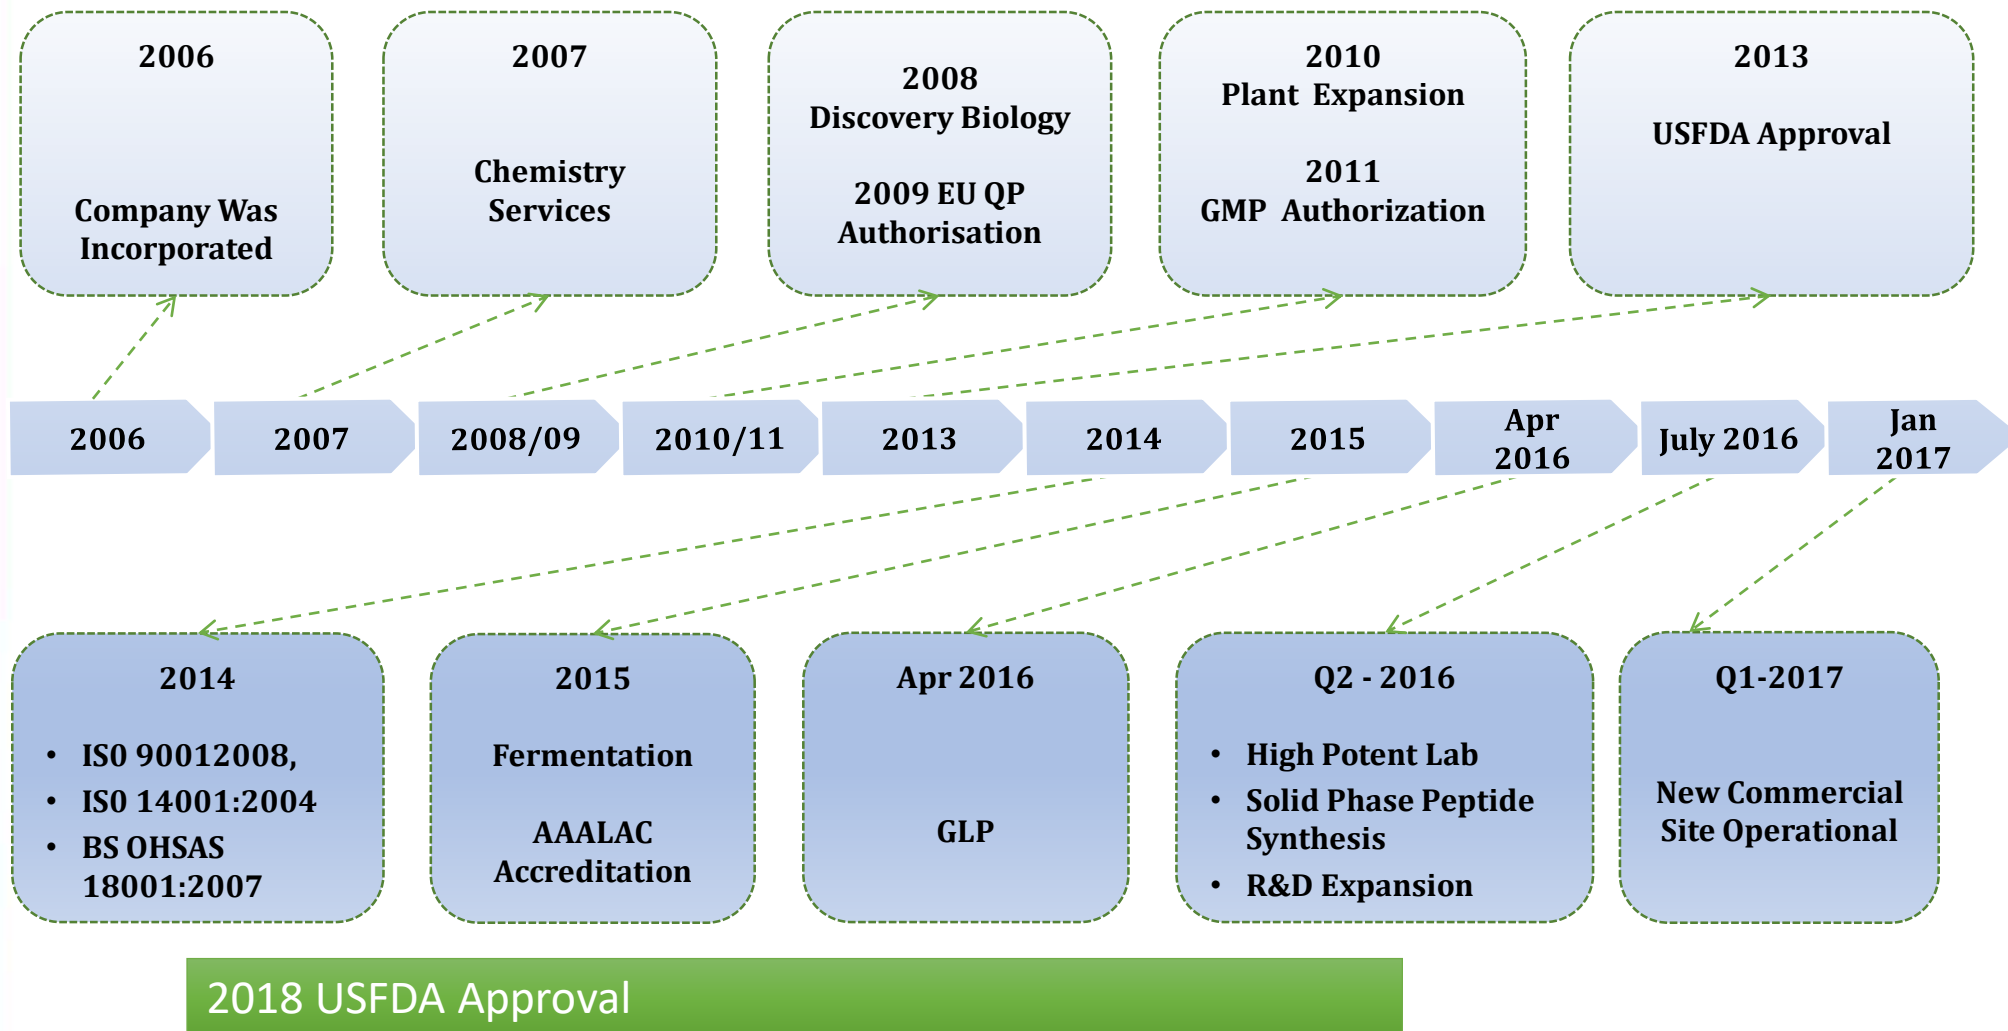 2006
Company Was
Incorporated
2007
Chemistry
Services
2008
Discovery Biology
2009 EU QP
Authorisation
2010
Plant Expansion
2011
GMP Authorization
2013
USFDA Approval
2006
2007
2008/09
2010/11
2013
2014
2015
Apr
2016
July 2016
Jan
2017
2014
• IS0 90012008,
• IS0 14001:2004
• BS OHSAS
18001:2007
2015
Fermentation
AAALAC
Accreditation
Apr 2016
GLP
Q2 - 2016
• High Potent Lab
• Solid Phase Peptide
Synthesis
• R&D Expansion
Q1-2017
New Commercial
Site Operational
2018 USFDA Approval